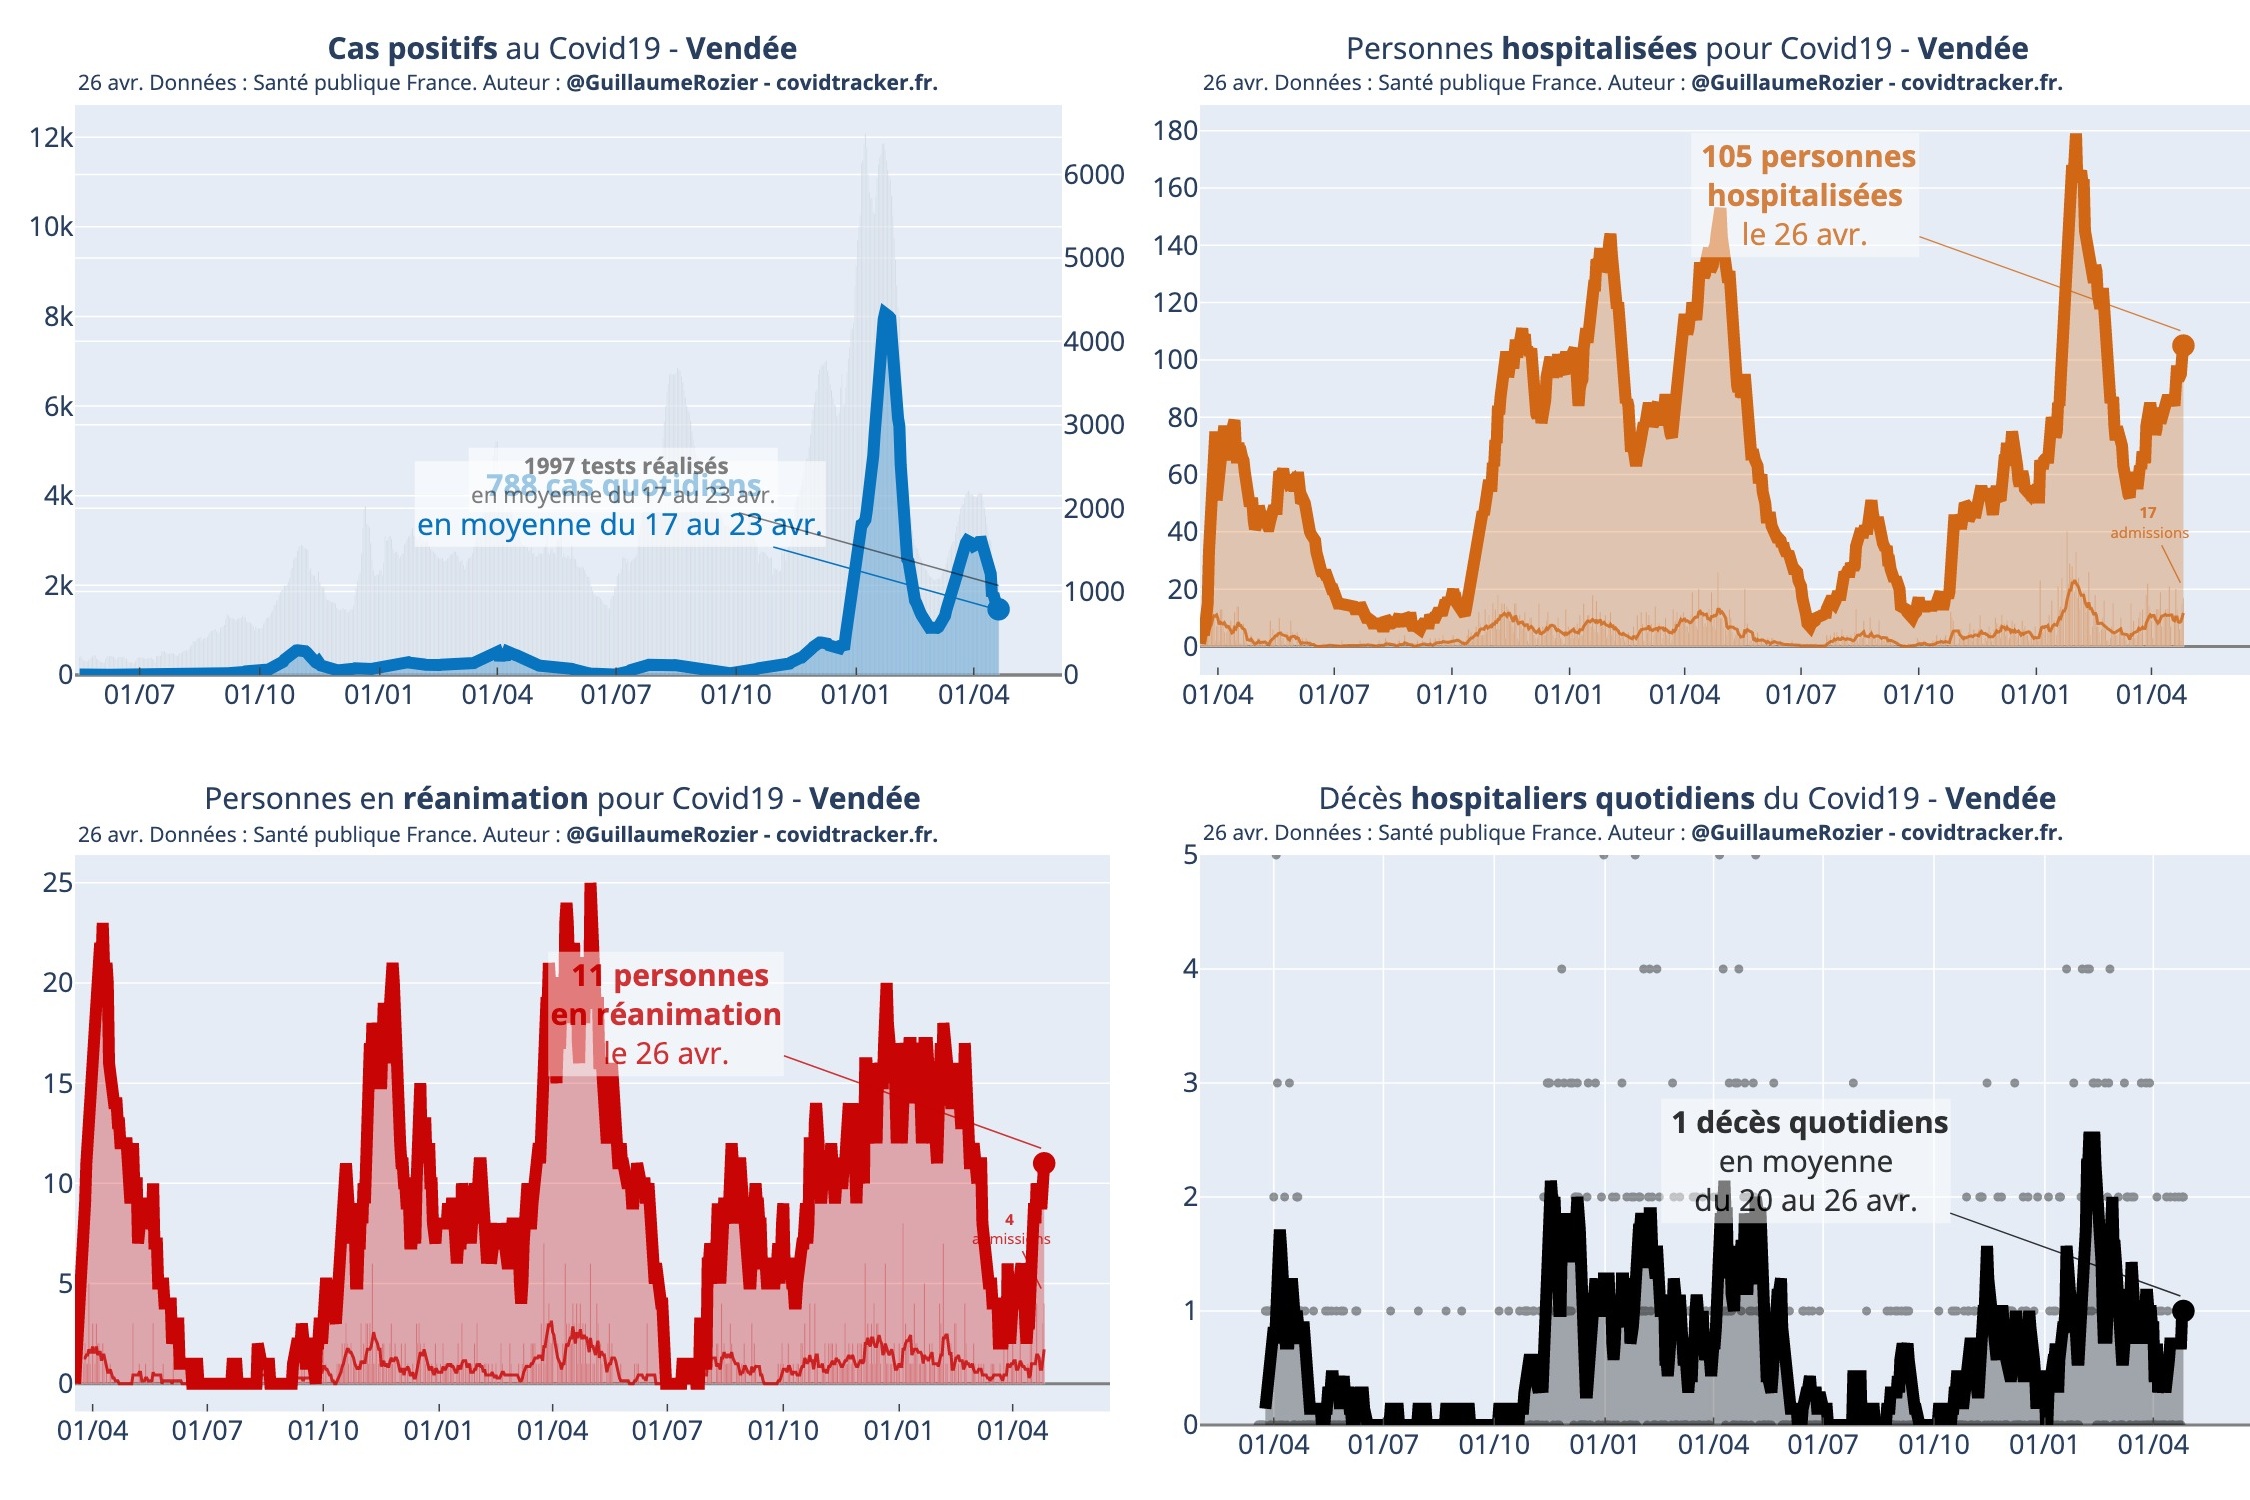 Cas positifs au Covid19 - Vendée
26 avr. Données : Santé publique France. Auteur : @GuillaumeRozier - covidtracker.fr.
12k
10k
8k
6k
4k
2k
0
6000
5000
4000
3000
2000
1000
0
1997 tests réalisés
en moyenne du 17 au 23 avr.
788 cas quotidiens
en moyenne du 17 au 23 avr.
01/07 01/10 01/01 01/04 01/07 01/10 01/01 01/04
Personnes hospitalisées pour Covid19 - Vendée
26 avr. Données : Santé publique France. Auteur : @GuillaumeRozier - covidtracker.fr.
180
160
140
120
100
80
60
40
20
0
105 personnes
hospitalisées
le 26 avr.
17
admissions
01/04 01/07 01/10 01/01 01/04 01/07 01/10 01/01 01/04
Personnes en réanimation pour Covid19 - Vendée
26 avr. Données : Santé publique France. Auteur : @GuillaumeRozier - covidtracker.fr.
25
20
15
10
5
0
11 personnes
en réanimation
le 26 avr.
4
admissions
01/04 01/07 01/10 01/01 01/04 01/07 01/10 01/01 01/04
Décès hospitaliers quotidiens du Covid19 - Vendée
26 avr. Données : Santé publique France. Auteur : @GuillaumeRozier - covidtracker.fr.
5
4
3
2
1
0
1 décès quotidiens
en moyenne
du 20 au 26 avr.
01/04 01/07 01/10 01/01 01/04 01/07 01/10 01/01 01/04